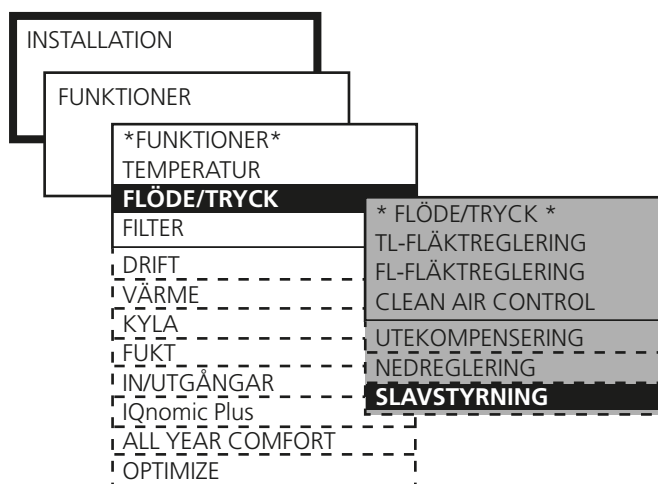 INSTALLATION
FUNKTIONER
*FUNKTIONER*
TEMPERATUR
FLÖDE/TRYCK
FILTER
DRIFT
VÄRME
KYLA
FUKT
IN/UTGÅNGAR
IQnomic Plus
ALL YEAR COMFORT
OPTIMIZE
* FLÖDE/TRYCK *
TL-FLÄKTREGLERING
FL-FLÄKTREGLERING
CLEAN AIR CONTROL
UTEKOMPENSERING
NEDREGLERING
SLAVSTYRNING